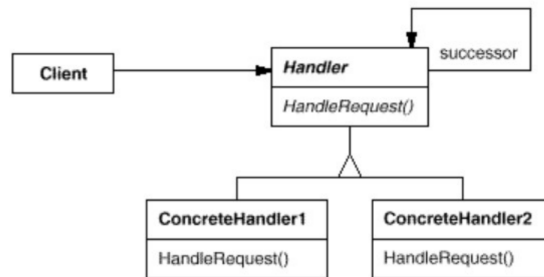 Client
Handler
successor
HandleRequest()
ConcreteHandler1
HandleRequest()
ConcreteHandler2
HandleRequest()